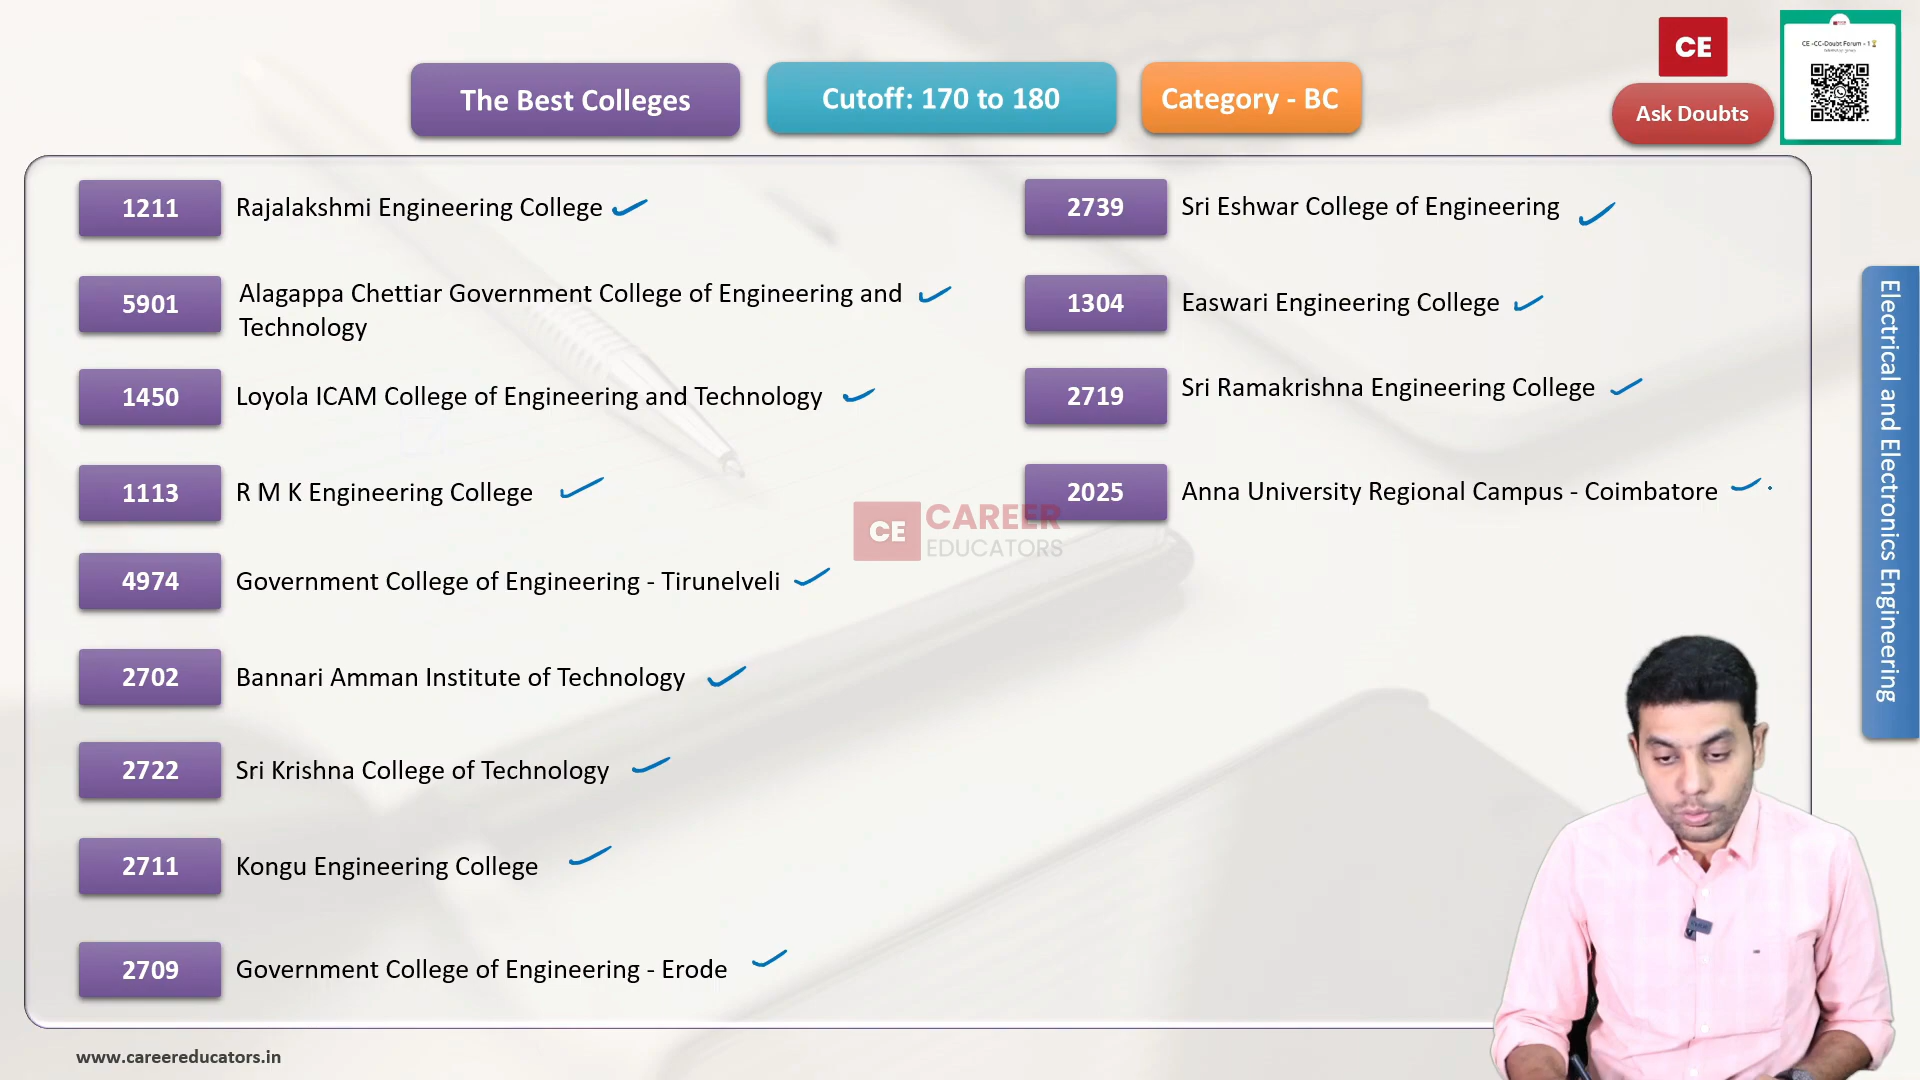 The Best Colleges
Cutoff: 170 to 180
Category - BC
CE
Ask Doubts
CE -CC-Doubt Forum - 1
1211 Rajalakshmi Engineering College
5901 Alagappa Chettiar Government College of Engineering and
Technology
1450 Loyola ICAM College of Engineering and Technology
1113 R M K Engineering College
4974 Government College of Engineering - Tirunelveli
2702 Bannari Amman Institute of Technology
2722 Sri Krishna College of Technology
2711 Kongu Engineering College
2709 Government College of Engineering - Erode
2739 Sri Eshwar College of Engineering
1304 Easwari Engineering College
2719 Sri Ramakrishna Engineering College
2025 Anna University Regional Campus - Coimbatore
CE CAREER
EDUCATORS
Electrical and Electronics Engineering
www.careereducators.in